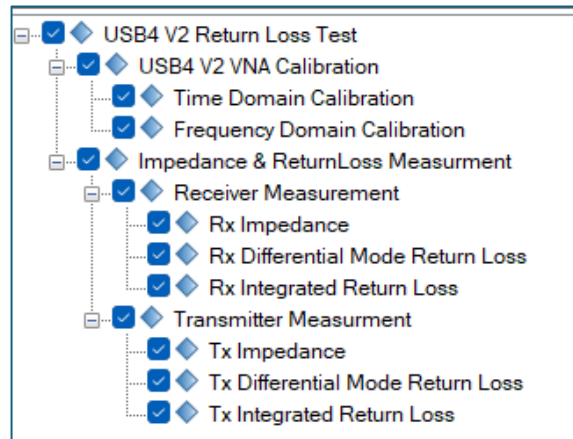 USB4 V2 Return Loss Test
USB4 V2 VNA Calibration
Time Domain Calibration
Frequency Domain Calibration
Impedance & ReturnLoss Measurment
Receiver Measurement
Rx Impedance
Rx Differential Mode Return Loss
Rx Integrated Return Loss
Transmitter Measurment
Tx Impedance
Tx Differential Mode Return Loss
Tx Integrated Return Loss